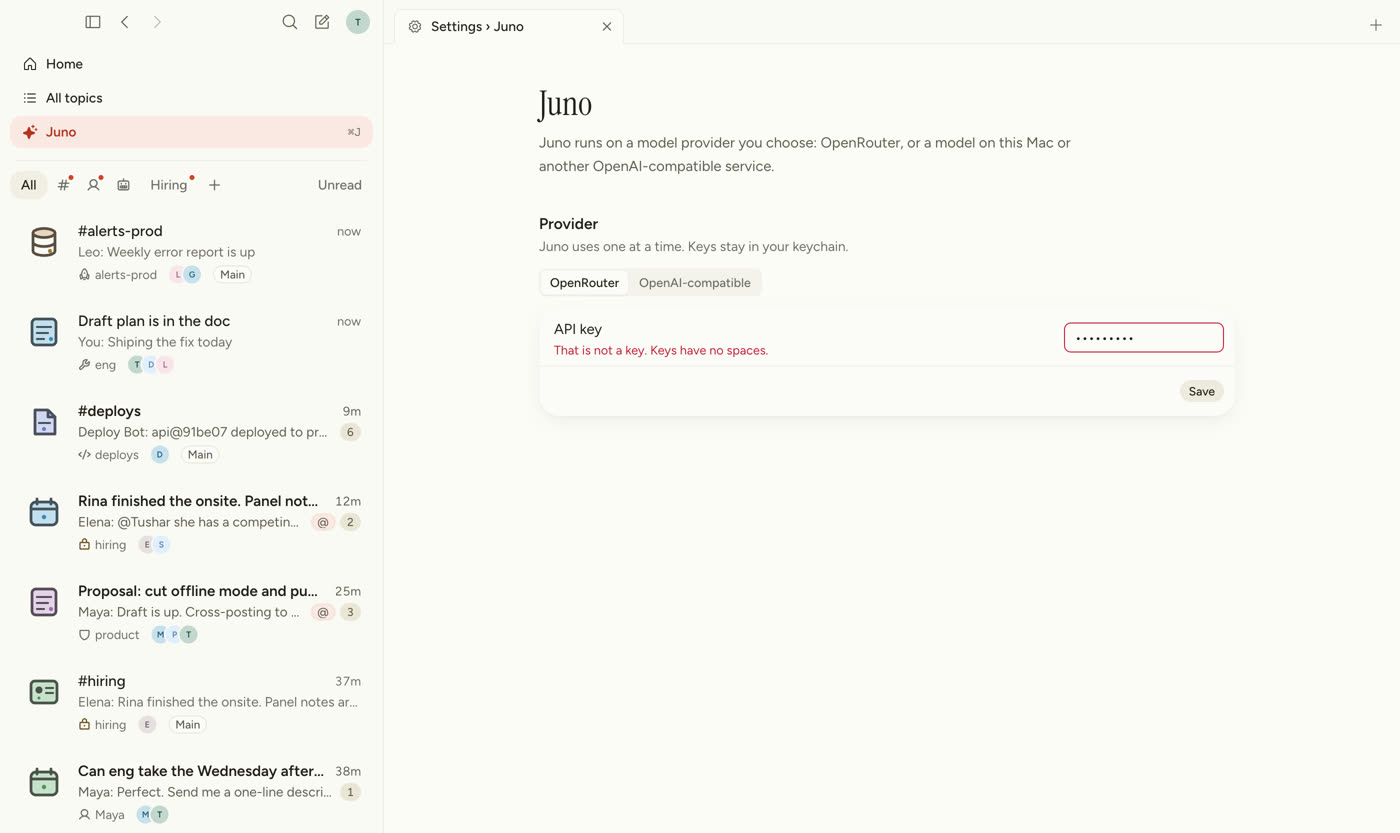 T
Settings › Juno
Home
All topics
Juno
⌘J
All
Hiring
Unread
#alerts-prod
now
Leo: Weekly error report is up
alerts-prod
L
G
Main
Draft plan is in the doc
now
You: Shiping the fix today
eng
T
D
L
#deploys
9m
Deploy Bot: api@91be07 deployed to pr...
6
deploys
D
Main
Rina finished the onsite. Panel not...
12m
Elena: @Tushar she has a competin...
@
2
hiring
E
S
Proposal: cut offline mode and pu...
25m
Maya: Draft is up. Cross-posting to ...
@
3
product
M
P
T
#hiring
37m
Elena: Rina finished the onsite. Panel notes ar...
hiring
E
Main
Can eng take the Wednesday after...
38m
Maya: Perfect. Send me a one-line descri...
1
Maya
M
T
Juno
Juno runs on a model provider you choose: OpenRouter, or a model on this Mac or
another OpenAI-compatible service.
Provider
Juno uses one at a time. Keys stay in your keychain.
OpenRouter
OpenAI-compatible
API key
That is not a key. Keys have no spaces.
•••••••••
Save